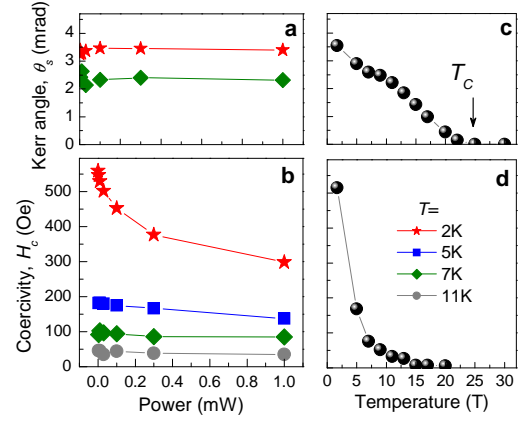 Kerr angle, θs (mrad)
4
3
2
1
0
a
c
TC
Coercivity, Hc (Oe)
500
400
300
200
100
0
b
d
T=
2K
5K
7K
11K
0.0 0.2 0.4 0.6 0.8 1.0
0 5 10 15 20 25 30
Power (mW)
Temperature (T)